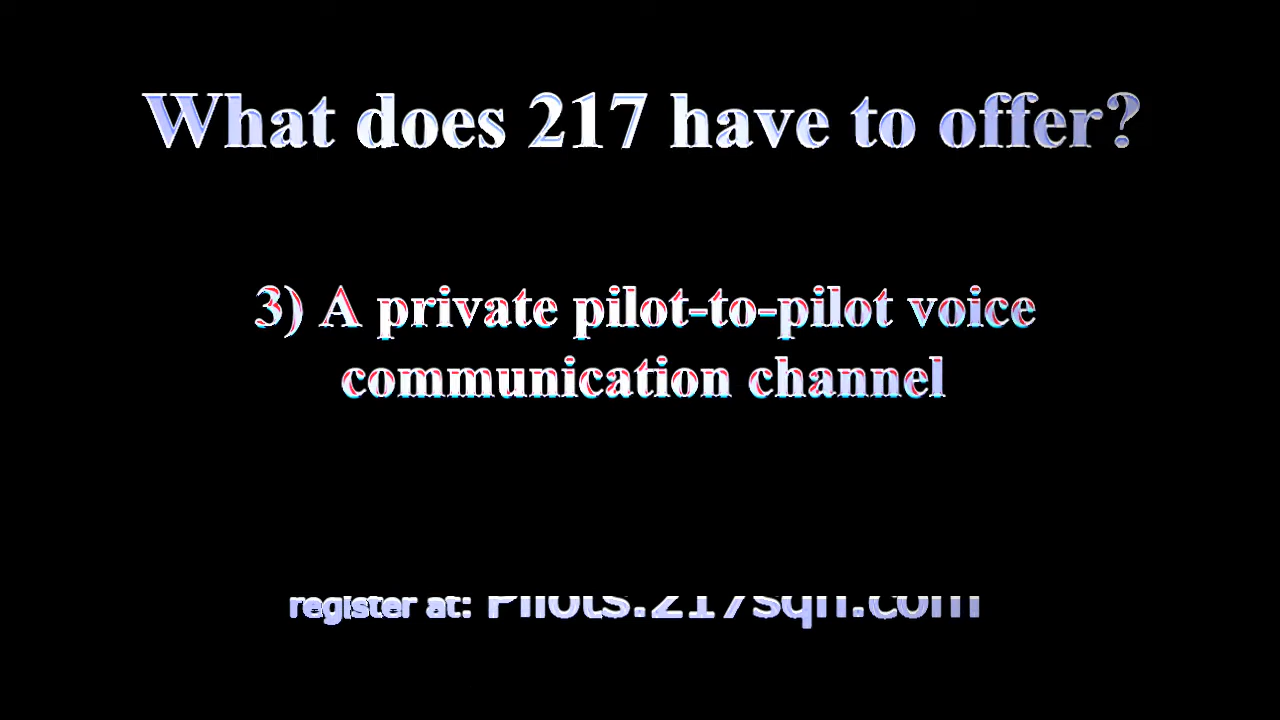 What does 217 have to offer?
3) A private pilot-to-pilot voice
communication channel
register at: Pilots.217sqn.com